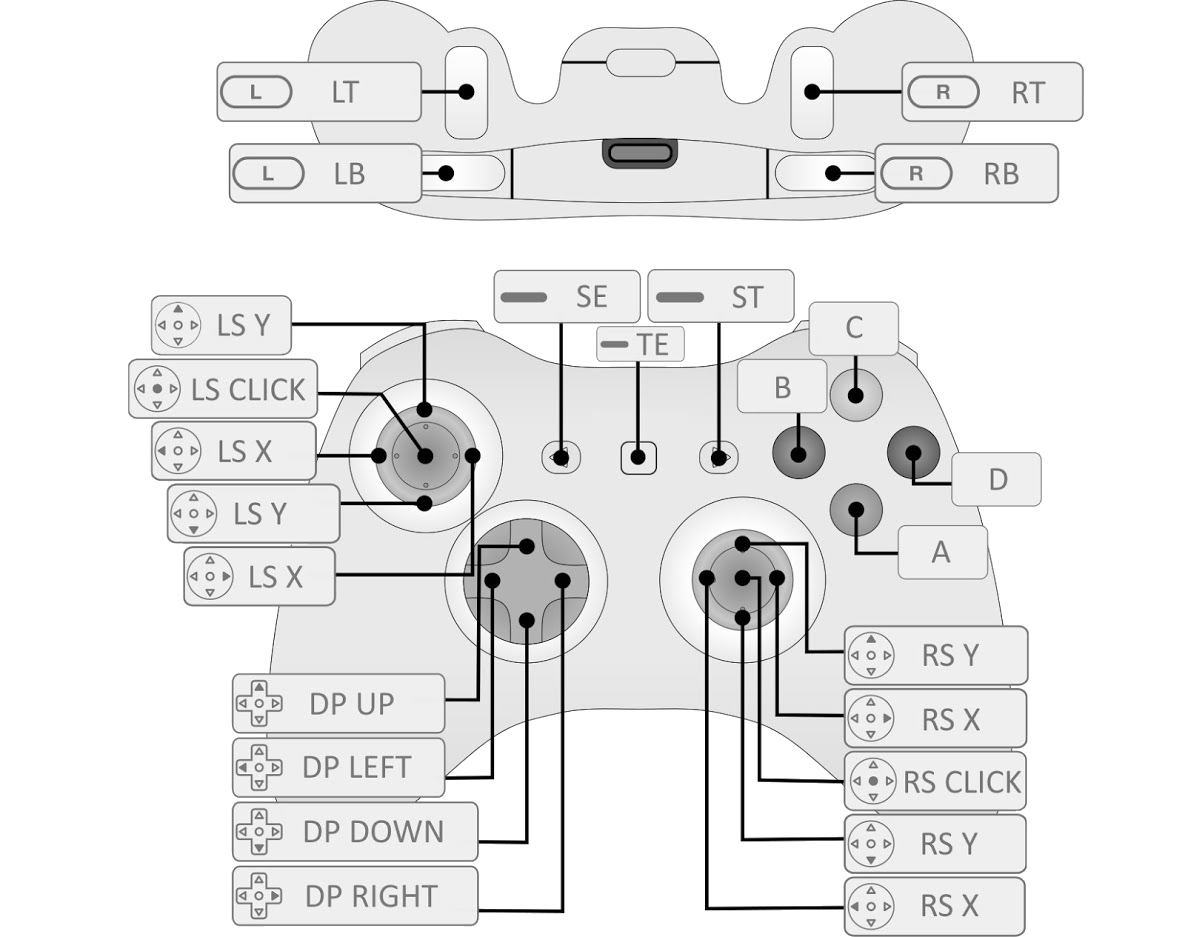 L LT
R RT
L LB
R RB
SE
ST
TE
LS Y
LS CLICK
LS X
LS Y
LS X
C
B
D
A
DP UP
DP LEFT
DP DOWN
DP RIGHT
RS Y
RS X
RS CLICK
RS Y
RS X